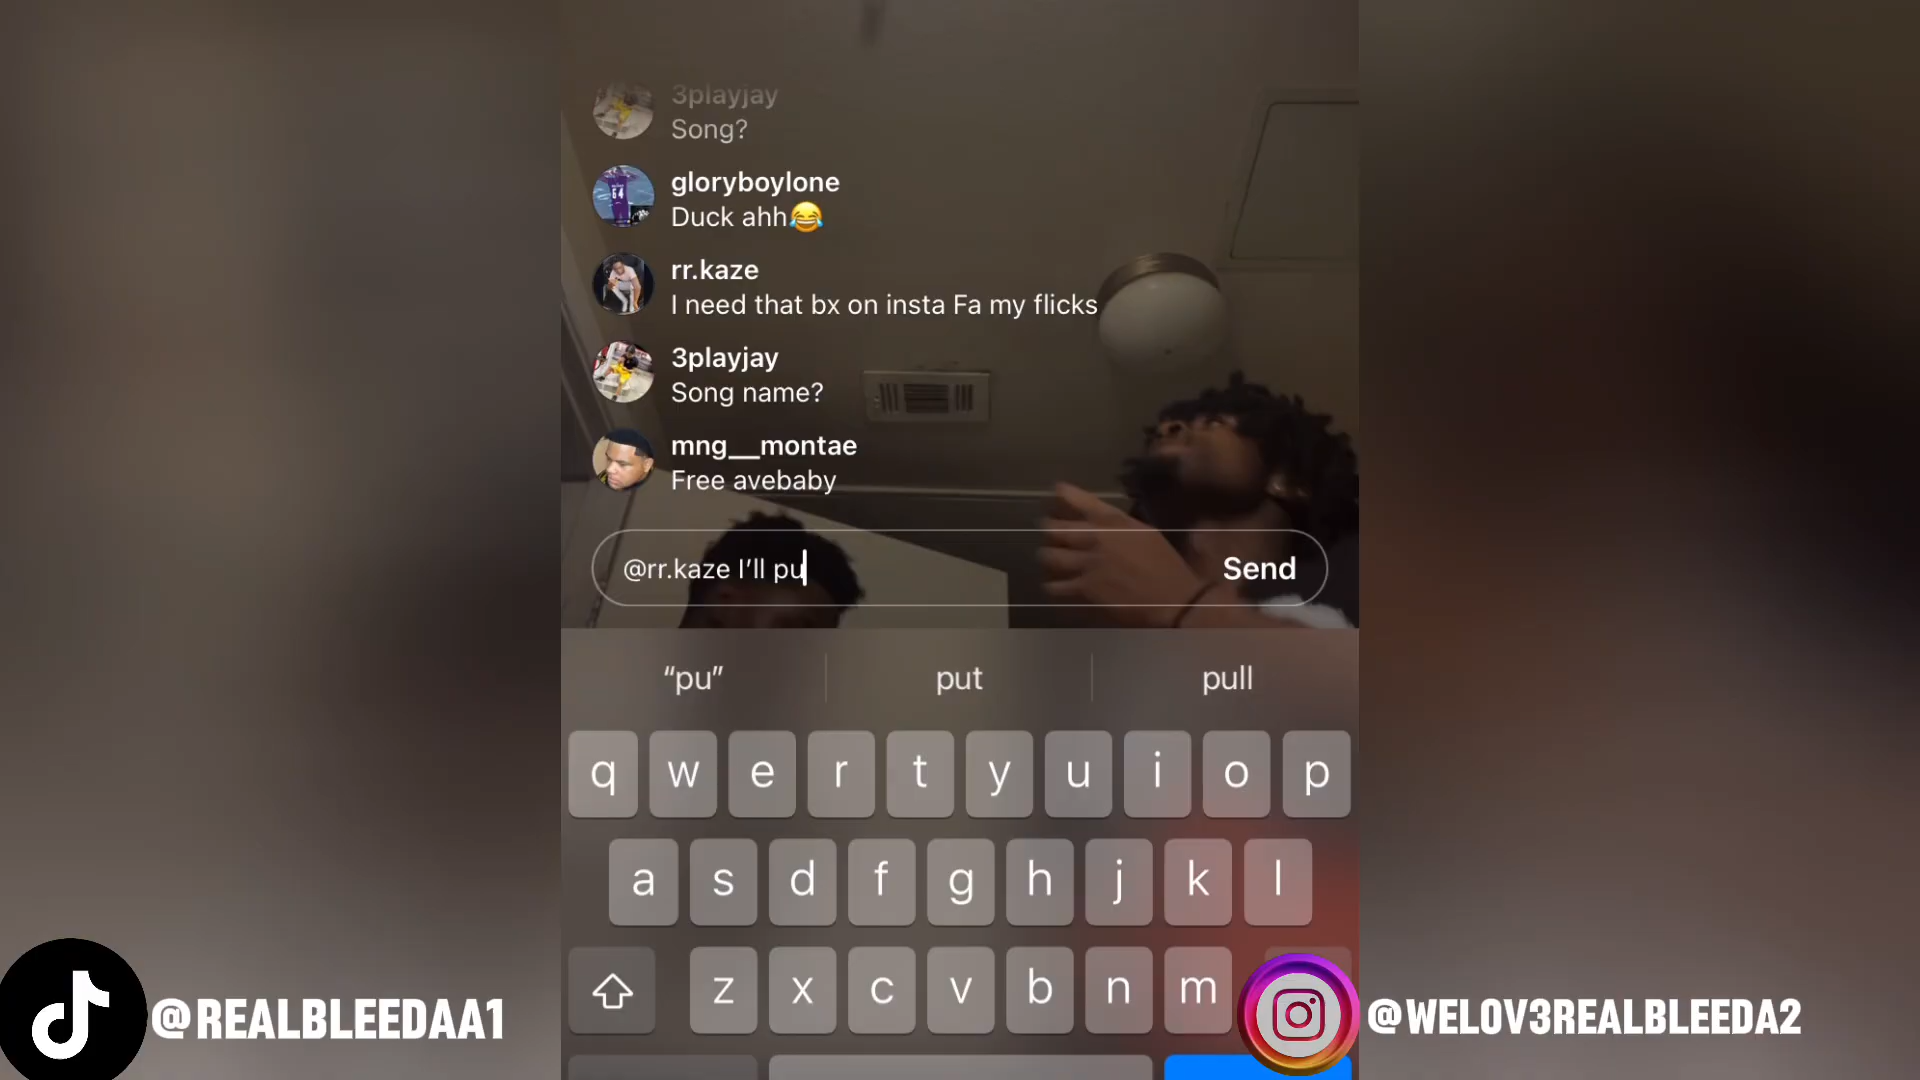 3playjay
Song?
gloryboylone
Duck ahh😂
rr.kaze
I need that bx on insta Fa my flicks
3playjay
Song name?
mng__montae
Free avebaby
@rr.kaze I’ll pu
Send
“pu” put pull
q w e r t y u i o p
a s d f g h j k l
z x c v b n m
@REALBLEEDAA1
@WELOV3REALBLEEDA2